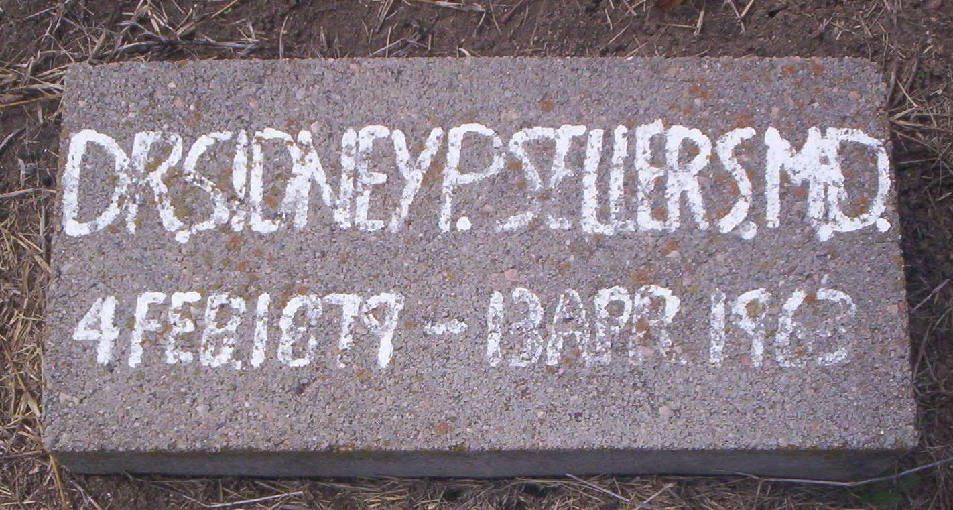 DR. SIDNEY P. SELLERS. M.D.
4 FEB. 1879 - 13 APR. 1963